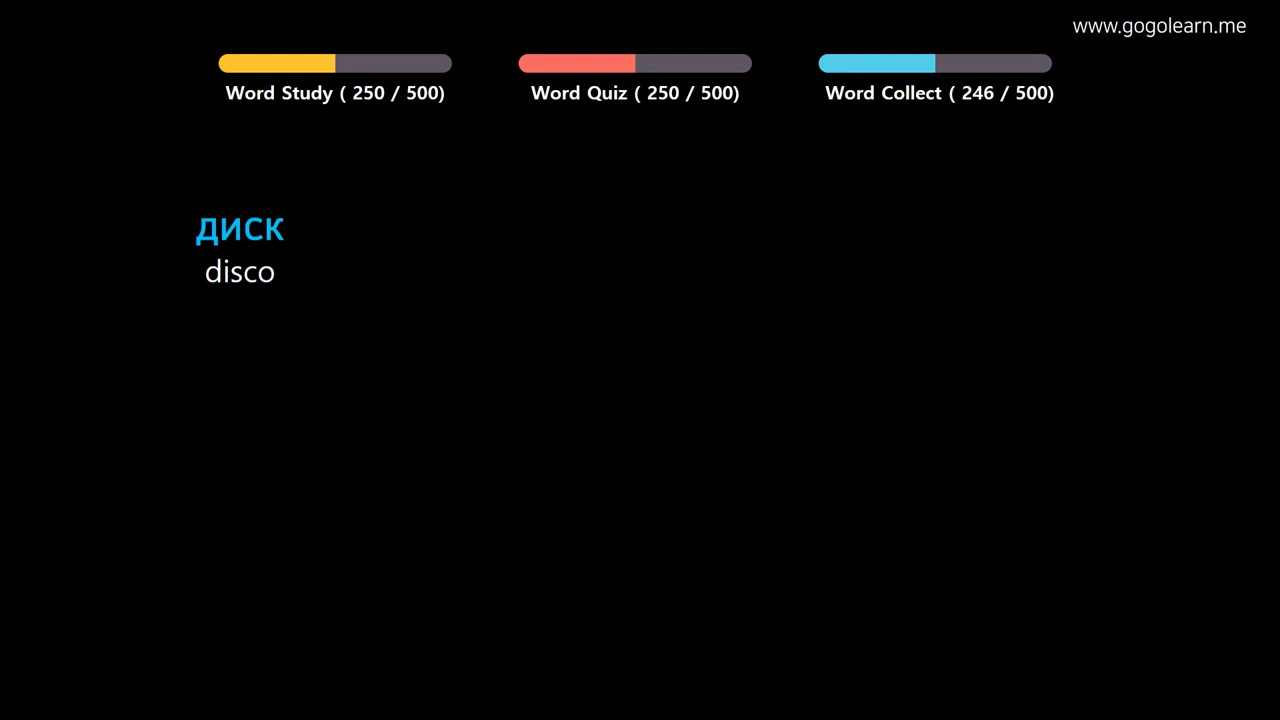 www.gogolearn.me
Word Study ( 250 / 500)
Word Quiz ( 250 / 500)
Word Collect ( 246 / 500)
диск
disco